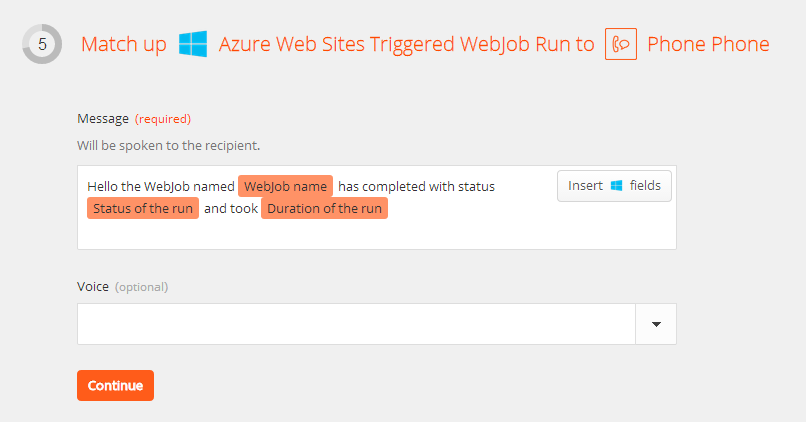 5 Match up Azure Web Sites Triggered WebJob Run to Phone Phone
Message (required)
Will be spoken to the recipient.
Hello the WebJob named WebJob name has completed with status
Insert fields
Status of the run and took Duration of the run
Voice (optional)
Continue